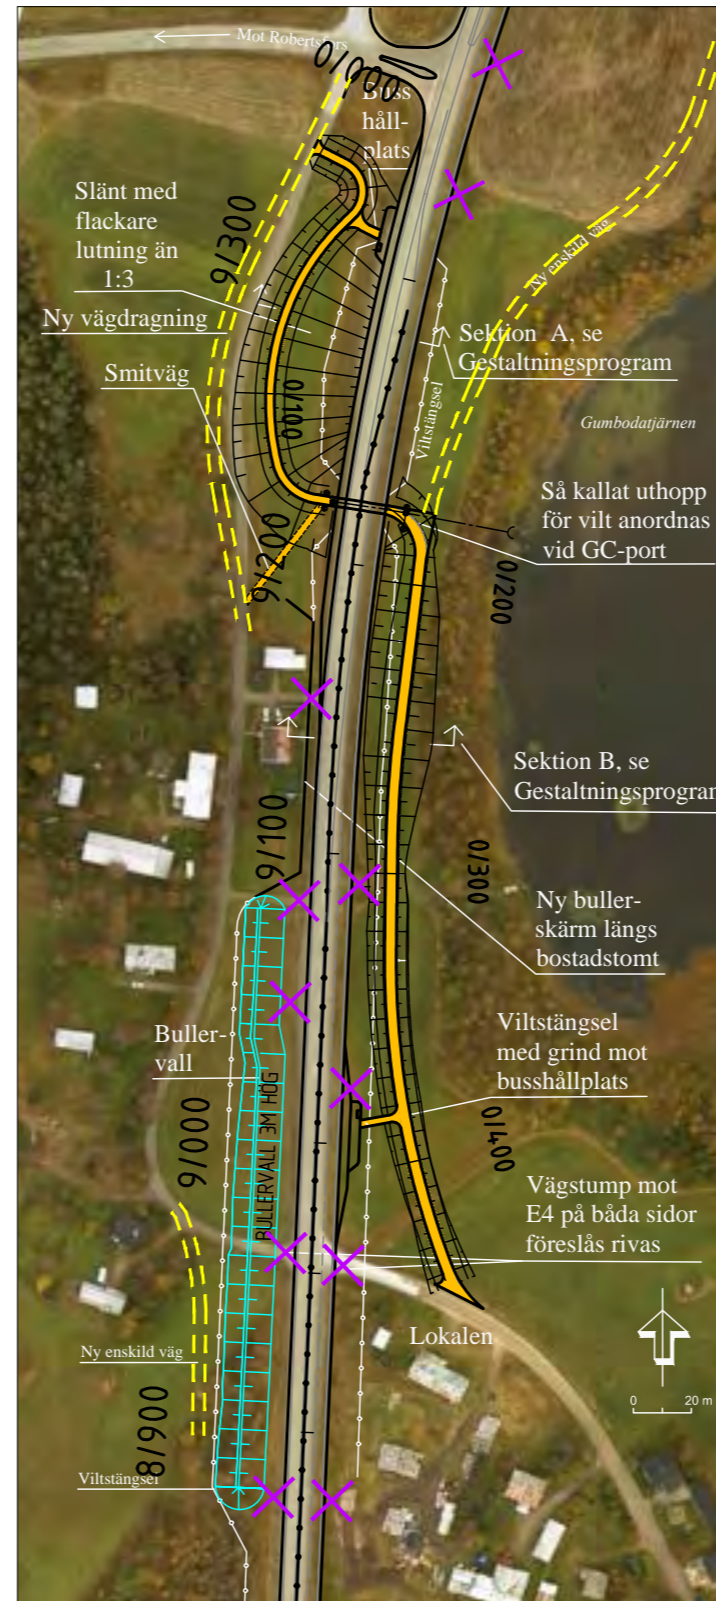 Mot Robertsfors
0/000
Buss
håll-
plats
Slänt med
flackare
lutning än
1:3
9/300
Ny enskild väg
Ny vägdragning
Sektion A, se
Gestaltningsprogram
Smitväg
0/100
Viltstängsel
Gumbodatjärnen
Så kallat uthopp
för vilt anordnas
vid GC-port
9/200
0/200
Sektion B, se
Gestaltningsprogram
9/100
0/300
Ny buller-
skärm längs
bostadstomt
Viltstängsel
med grind mot
busshållplats
Buller-
vall
9/000
BULLERVALL 3M HÖG
0/400
Vägstump mot
E4 på båda sidor
föreslås rivas
Lokalen
Ny enskild väg
0 20 m
8/900
Viltstängsel